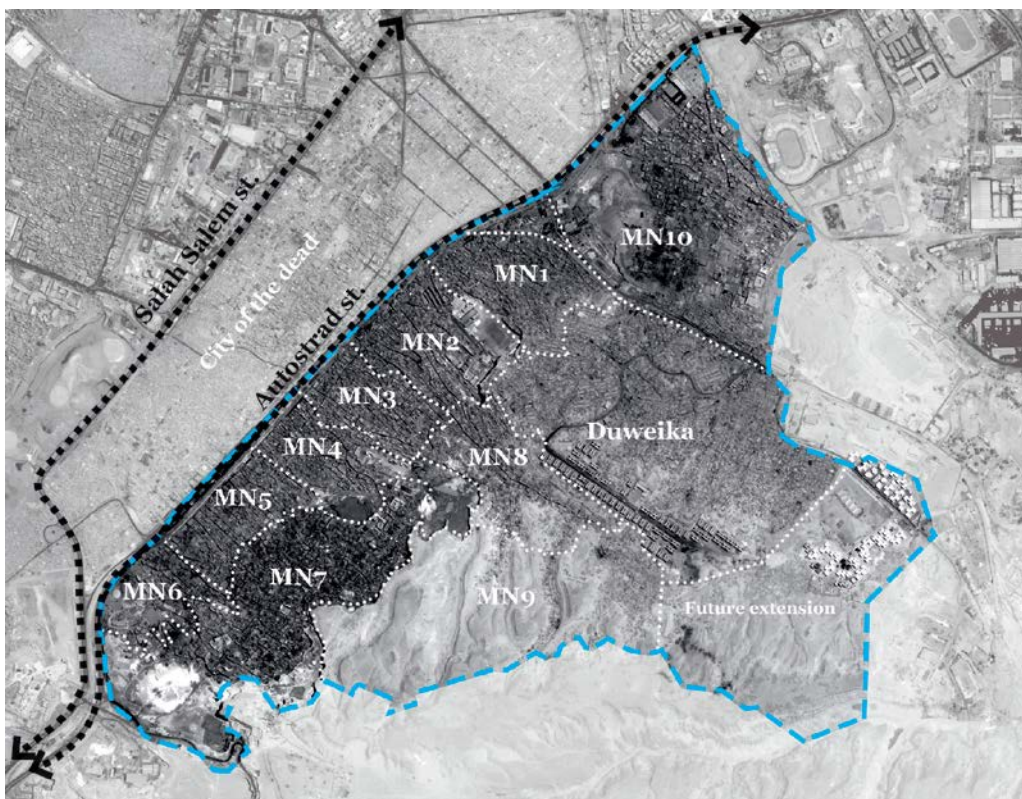 Salah Salem st.
City of the dead
Autostrad st.
MN10
MN1
MN2
MN3
MN4
MN5
MN6
MN7
MN8
Duweika
MN9
Future extension